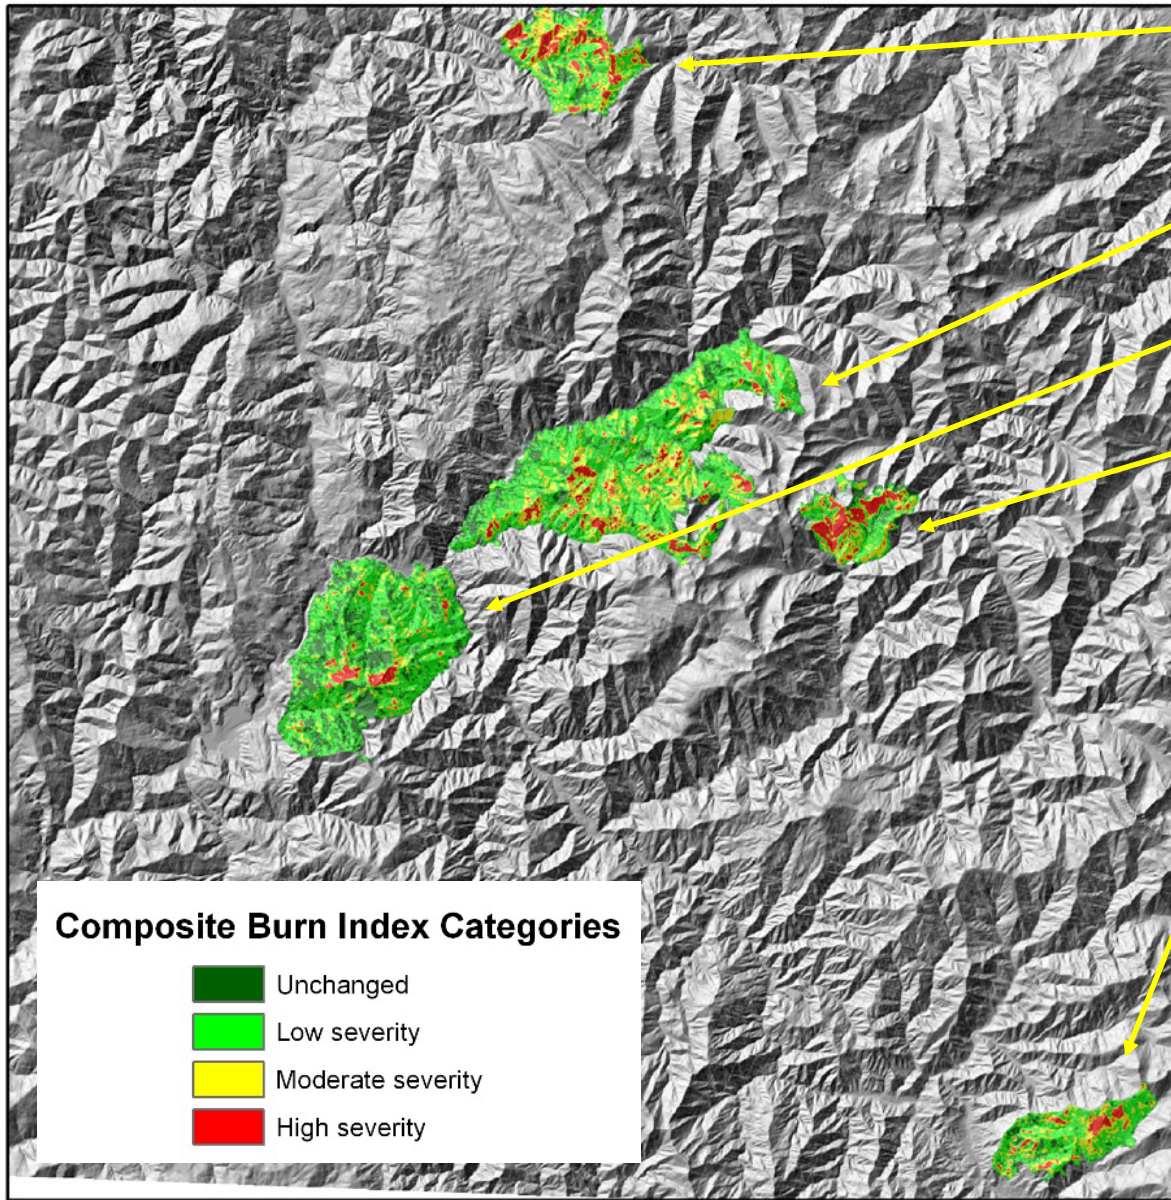 Composite Burn Index Categories
Unchanged
Low severity
Moderate severity
High severity